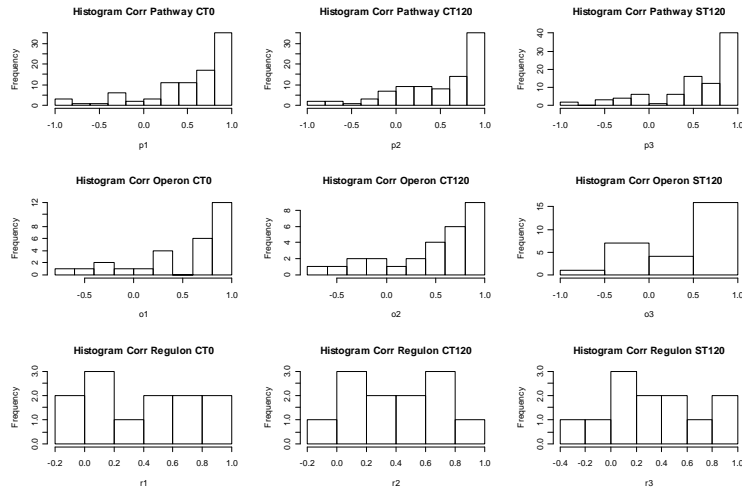 Histogram Corr Pathway CT0
Frequency
0 10 20 30
-1.0 -0.5 0.0 0.5 1.0
p1
Histogram Corr Pathway CT120
Frequency
0 10 20 30
-1.0 -0.5 0.0 0.5 1.0
p2
Histogram Corr Pathway ST120
Frequency
0 10 20 30 40
-1.0 -0.5 0.0 0.5 1.0
p3
Histogram Corr Operon CT0
Frequency
0 2 4 6 8 12
-0.5 0.0 0.5 1.0
o1
Histogram Corr Operon CT120
Frequency
0 2 4 6 8
-0.5 0.0 0.5 1.0
o2
Histogram Corr Operon ST120
Frequency
0 5 10 15
-1.0 -0.5 0.0 0.5 1.0
o3
Histogram Corr Regulon CT0
Frequency
0.0 1.0 2.0 3.0
-0.2 0.0 0.2 0.4 0.6 0.8 1.0
r1
Histogram Corr Regulon CT120
Frequency
0.0 1.0 2.0 3.0
-0.2 0.0 0.2 0.4 0.6 0.8 1.0
r2
Histogram Corr Regulon ST120
Frequency
0.0 1.0 2.0 3.0
-0.4 -0.2 0.0 0.2 0.4 0.6 0.8 1.0
r3